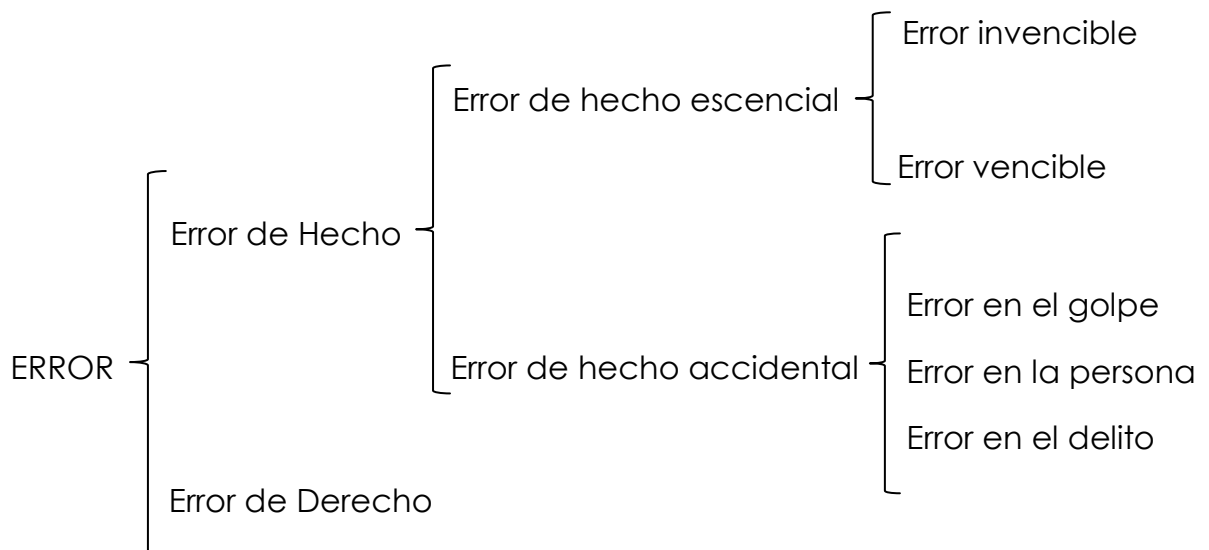 ERROR
Error de Hecho
Error de hecho escencial
Error invencible
Error vencible
Error de hecho accidental
Error en el golpe
Error en la persona
Error en el delito
Error de Derecho